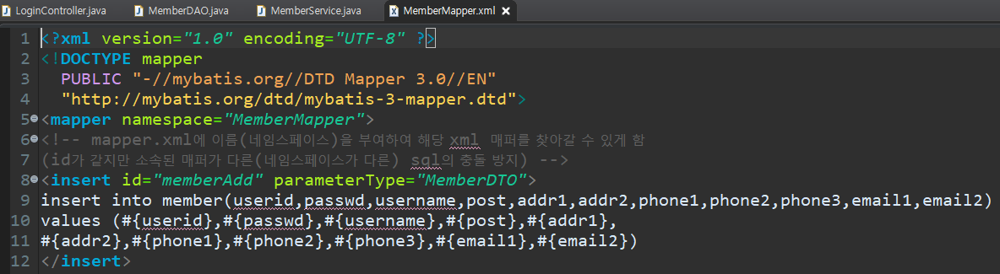 LoginController.java MemberDAO.java MemberService.java MemberMapper.xml
1 <?xml version="1.0" encoding="UTF-8" ?>
2 <!DOCTYPE mapper
3 PUBLIC "-//mybatis.org//DTD Mapper 3.0//EN"
4 "http://mybatis.org/dtd/mybatis-3-mapper.dtd">
5 <mapper namespace="MemberMapper">
6 <!-- mapper.xml에 이름(네임스페이스)을 부여하여 해당 xml 매퍼를 찾아갈 수 있게 함
7 (id가 같지만 소속된 매퍼가 다른(네임스페이스가 다른) sql의 충돌 방지) -->
8 <insert id="memberAdd" parameterType="MemberDTO">
9 insert into member(userid,passwd,username,post,addr1,addr2,phone1,phone2,phone3,email1,email2)
10 values (#{userid},#{passwd},#{username},#{post},#{addr1},
11 #{addr2},#{phone1},#{phone2},#{phone3},#{email1},#{email2})
12 </insert>